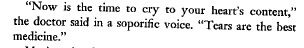 "Now is the time to cry to your heart's content,"
the doctor said in a soporific voice. "Tears are the best
medicine."